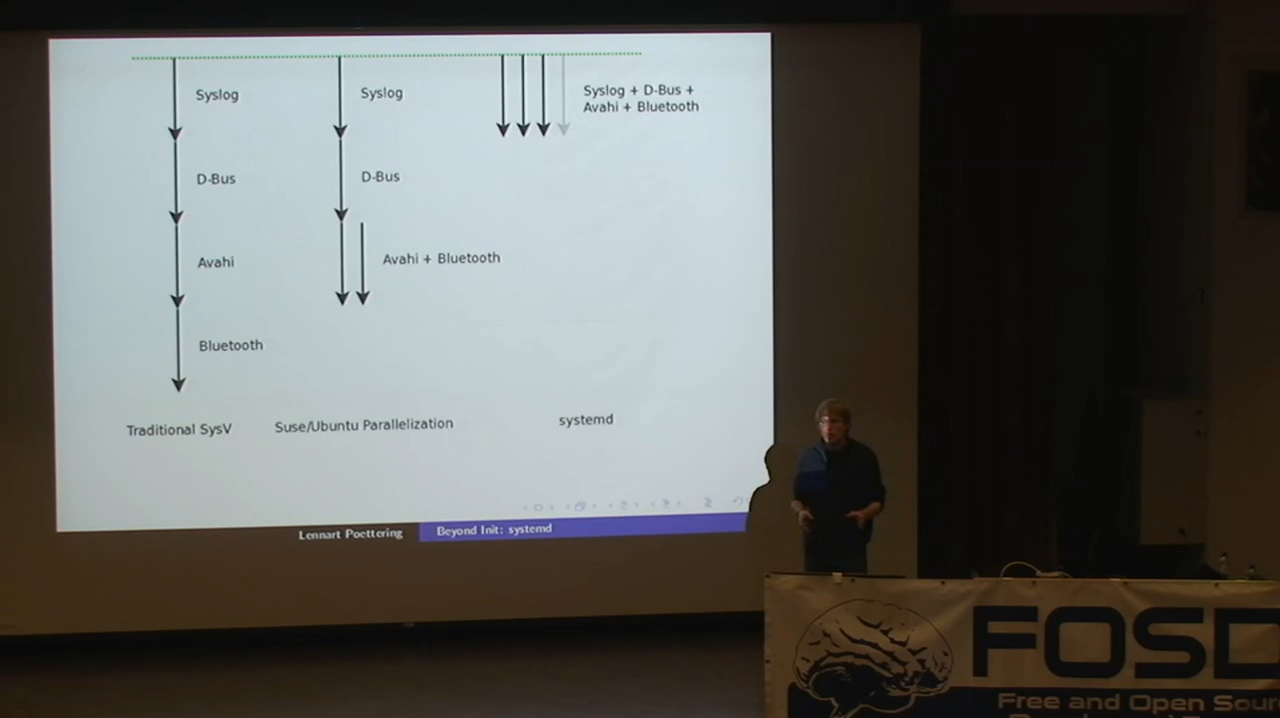 Syslog
D-Bus
Avahi
Bluetooth
Traditional SysV
Syslog
D-Bus
Avahi + Bluetooth
Suse/Ubuntu Parallelization
Syslog + D-Bus +
Avahi + Bluetooth
systemd
Lennart Poettering
Beyond Init: systemd
FOSD
Free and Open Sour